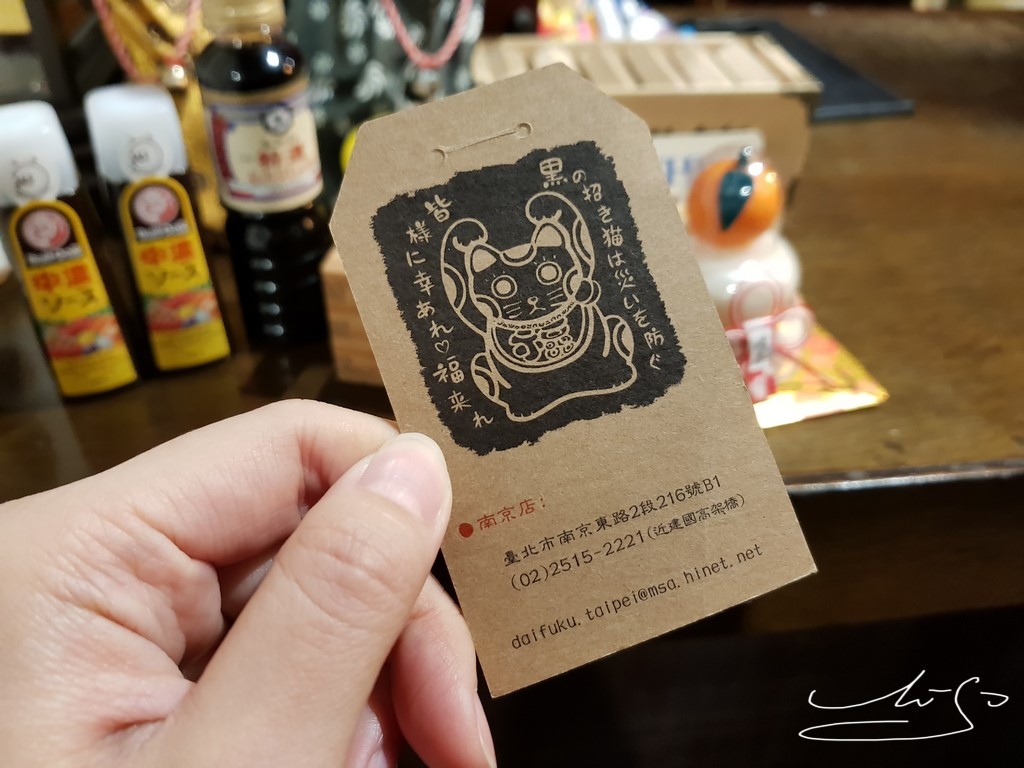 黒の招き猫は災いを防ぐ
皆様に幸あれ♡福来れ
南京店:
臺北市南京東路2段216號B1
(02)2515-2221(近建國高架橋)
daifuku.taipei@msa.hinet.net
中濃
ソース
中濃
ソース